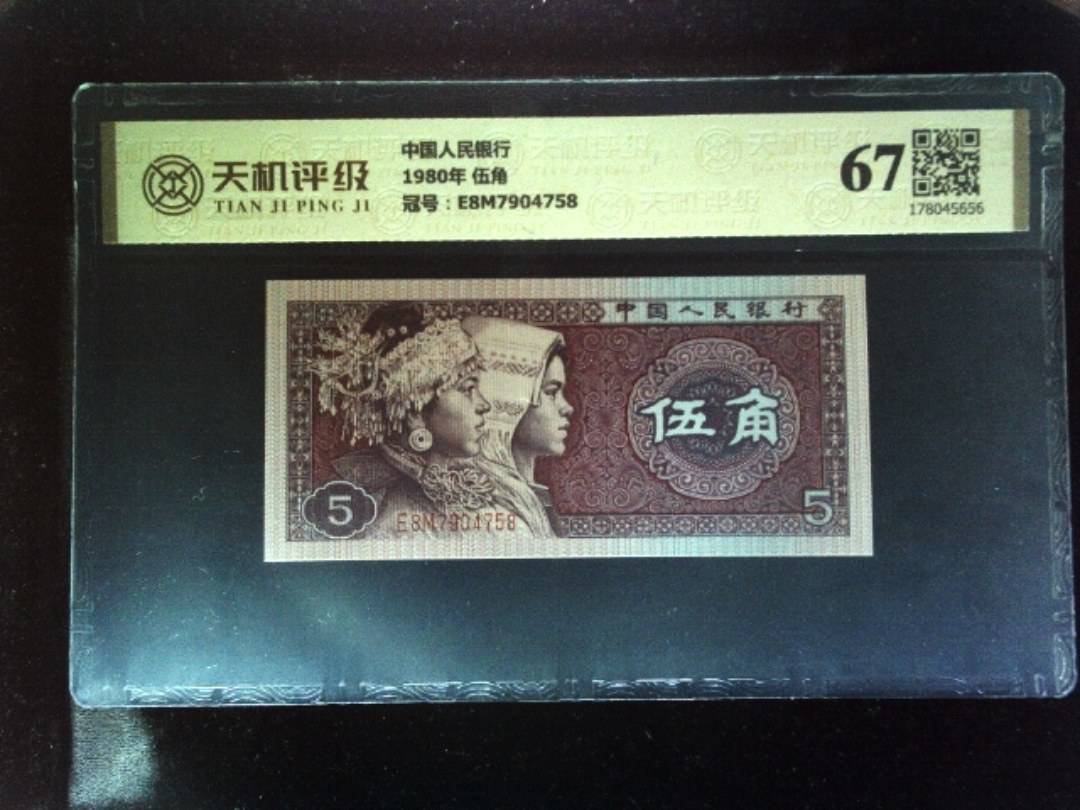 天机评级
TIAN JI PING JI
中国人民银行
1980年 伍角
冠号：E8M7904758
67
178045656
中国人民银行
伍角
5
E8M7904758
5